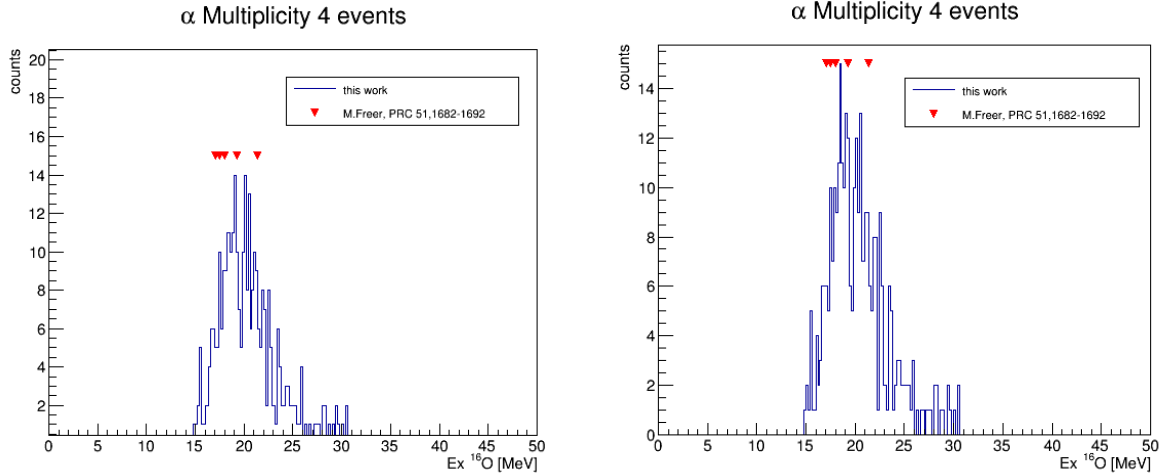 α Multiplicity 4 events
counts
20
18
16
14
12
10
8
6
4
2
this work
M.Freer, PRC 51,1682-1692
0 5 10 15 20 25 30 35 40 45 50
Ex ¹⁶O [MeV]
α Multiplicity 4 events
counts
14
12
10
8
6
4
2
0
this work
M.Freer, PRC 51,1682-1692
0 5 10 15 20 25 30 35 40 45 50
Ex ¹⁶O [MeV]